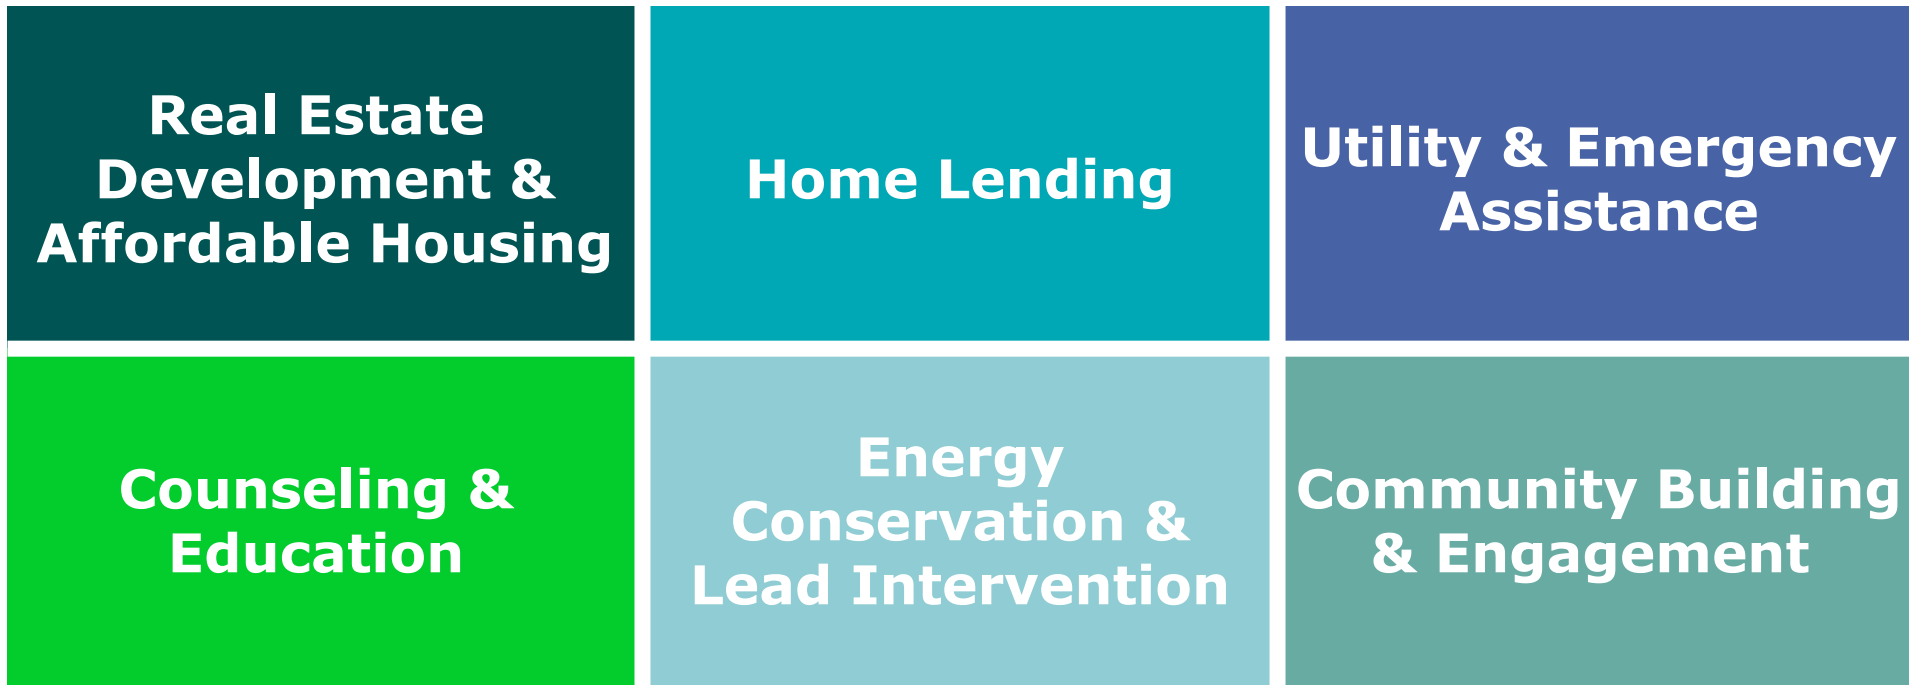 Real Estate
Development &
Affordable Housing
Home Lending
Utility & Emergency
Assistance
Counseling &
Education
Energy
Conservation &
Lead Intervention
Community Building
& Engagement